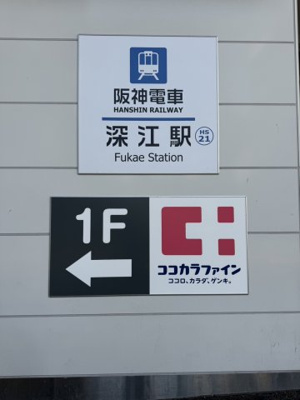 阪神電車
HANSHIN RAILWAY
深江駅 HS 21
Fukae Station
1F
ココカラファイン
ココロ、カラダ、ゲンキ。